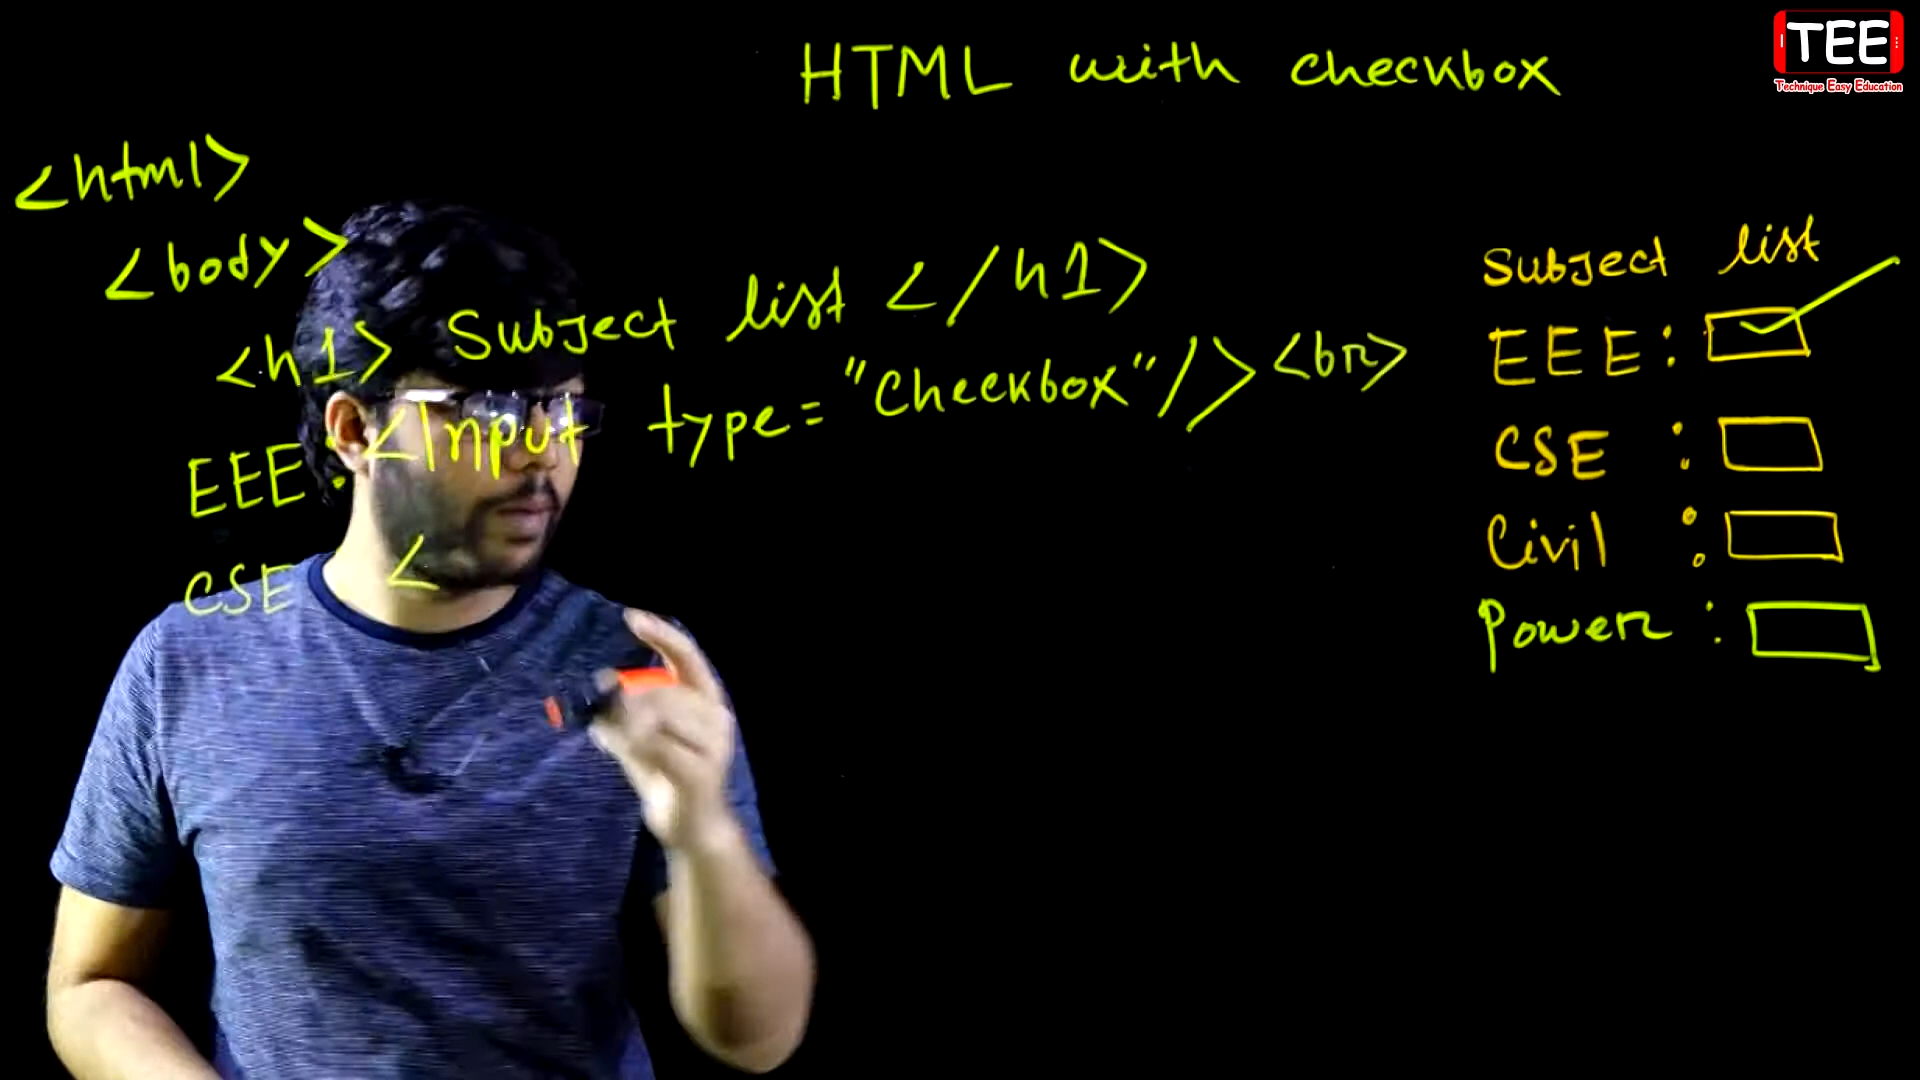 HTML with checkbox
TEE
Technique Easy Education
<html>
<body>
<h1> Subject list </h1>
EEE: <Input type="checkbox"/><br>
CSE <
Subject list
EEE:
CSE :
Civil :
Power :